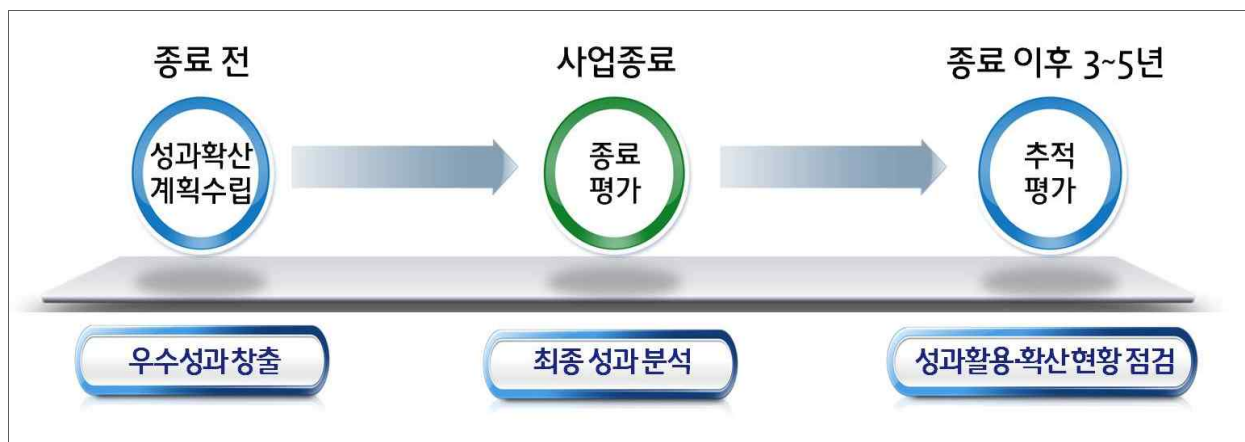 종료 전
사업종료
종료 이후 3~5년
성과확산
계획수립
종료
평가
추적
평가
우수성과 창출
최종 성과 분석
성과활용·확산 현황 점검